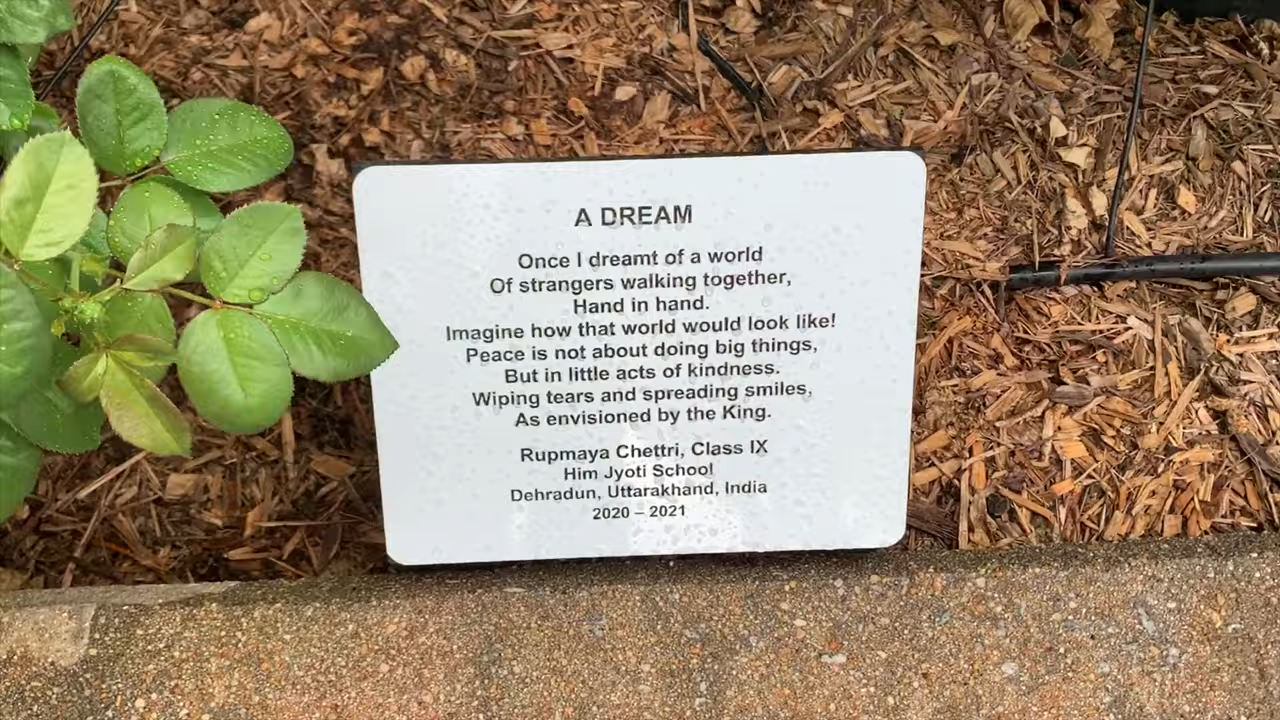 A DREAM
Once I dreamt of a world
Of strangers walking together,
Hand in hand.
Imagine how that world would look like!
Peace is not about doing big things,
But in little acts of kindness.
Wiping tears and spreading smiles,
As envisioned by the King.
Rupmaya Chettri, Class IX
Him Jyoti School
Dehradun, Uttarakhand, India
2020 – 2021